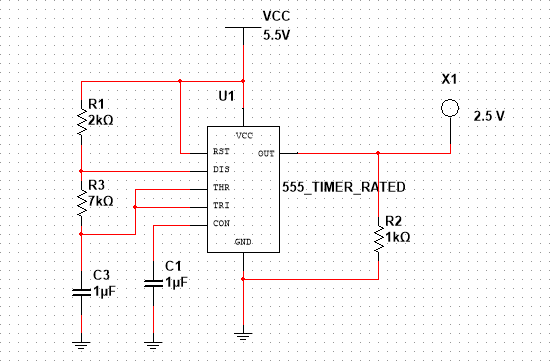 VCC
5.5V
X1
2.5 V
U1
R1
2kΩ
VCC
RST
OUT
DIS
R3
7kΩ
THR
555_TIMER_RATED
TRI
CON
R2
1kΩ
GND
C3
1µF
C1
1µF